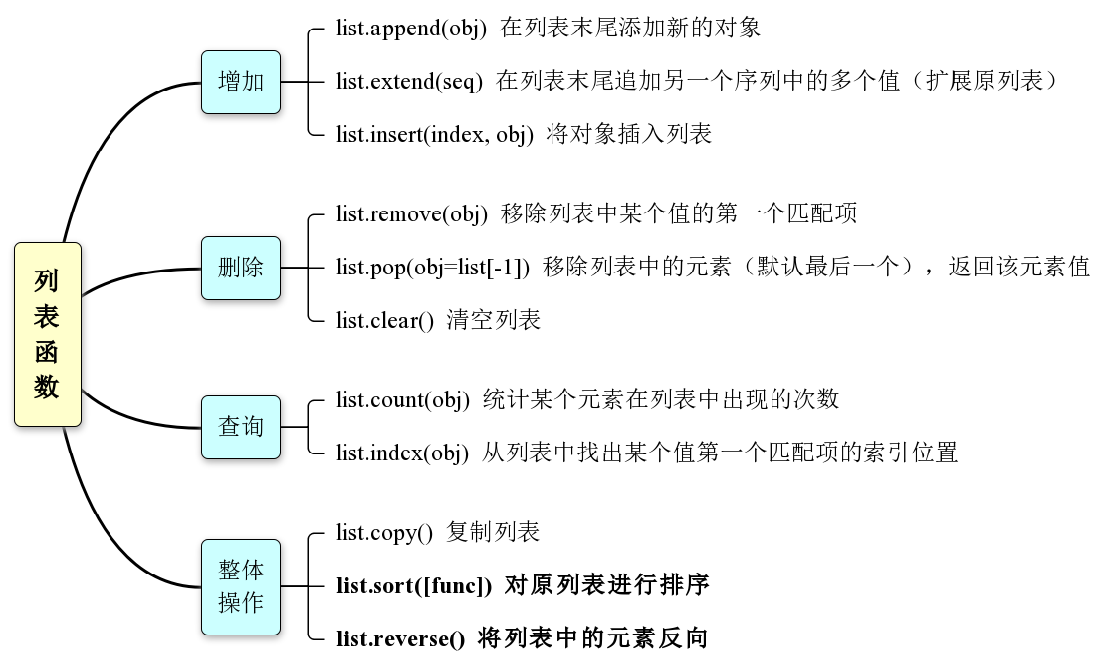 列表函数
增加
list.append(obj) 在列表末尾添加新的对象
list.extend(seq) 在列表末尾追加另一个序列中的多个值（扩展原列表）
list.insert(index, obj) 将对象插入列表
删除
list.remove(obj) 移除列表中某个值的第一个匹配项
list.pop(obj=list[-1]) 移除列表中的元素（默认最后一个），返回该元素值
list.clear() 清空列表
查询
list.count(obj) 统计某个元素在列表中出现的次数
list.index(obj) 从列表中找出某个值第一个匹配项的索引位置
整体
操作
list.copy() 复制列表
list.sort([func]) 对原列表进行排序
list.reverse() 将列表中的元素反向